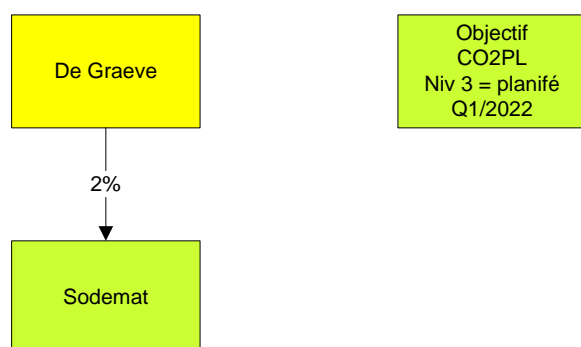 De Graeve
Objectif
CO2PL
Niv 3 = planifé
Q1/2022
2%
Sodemat